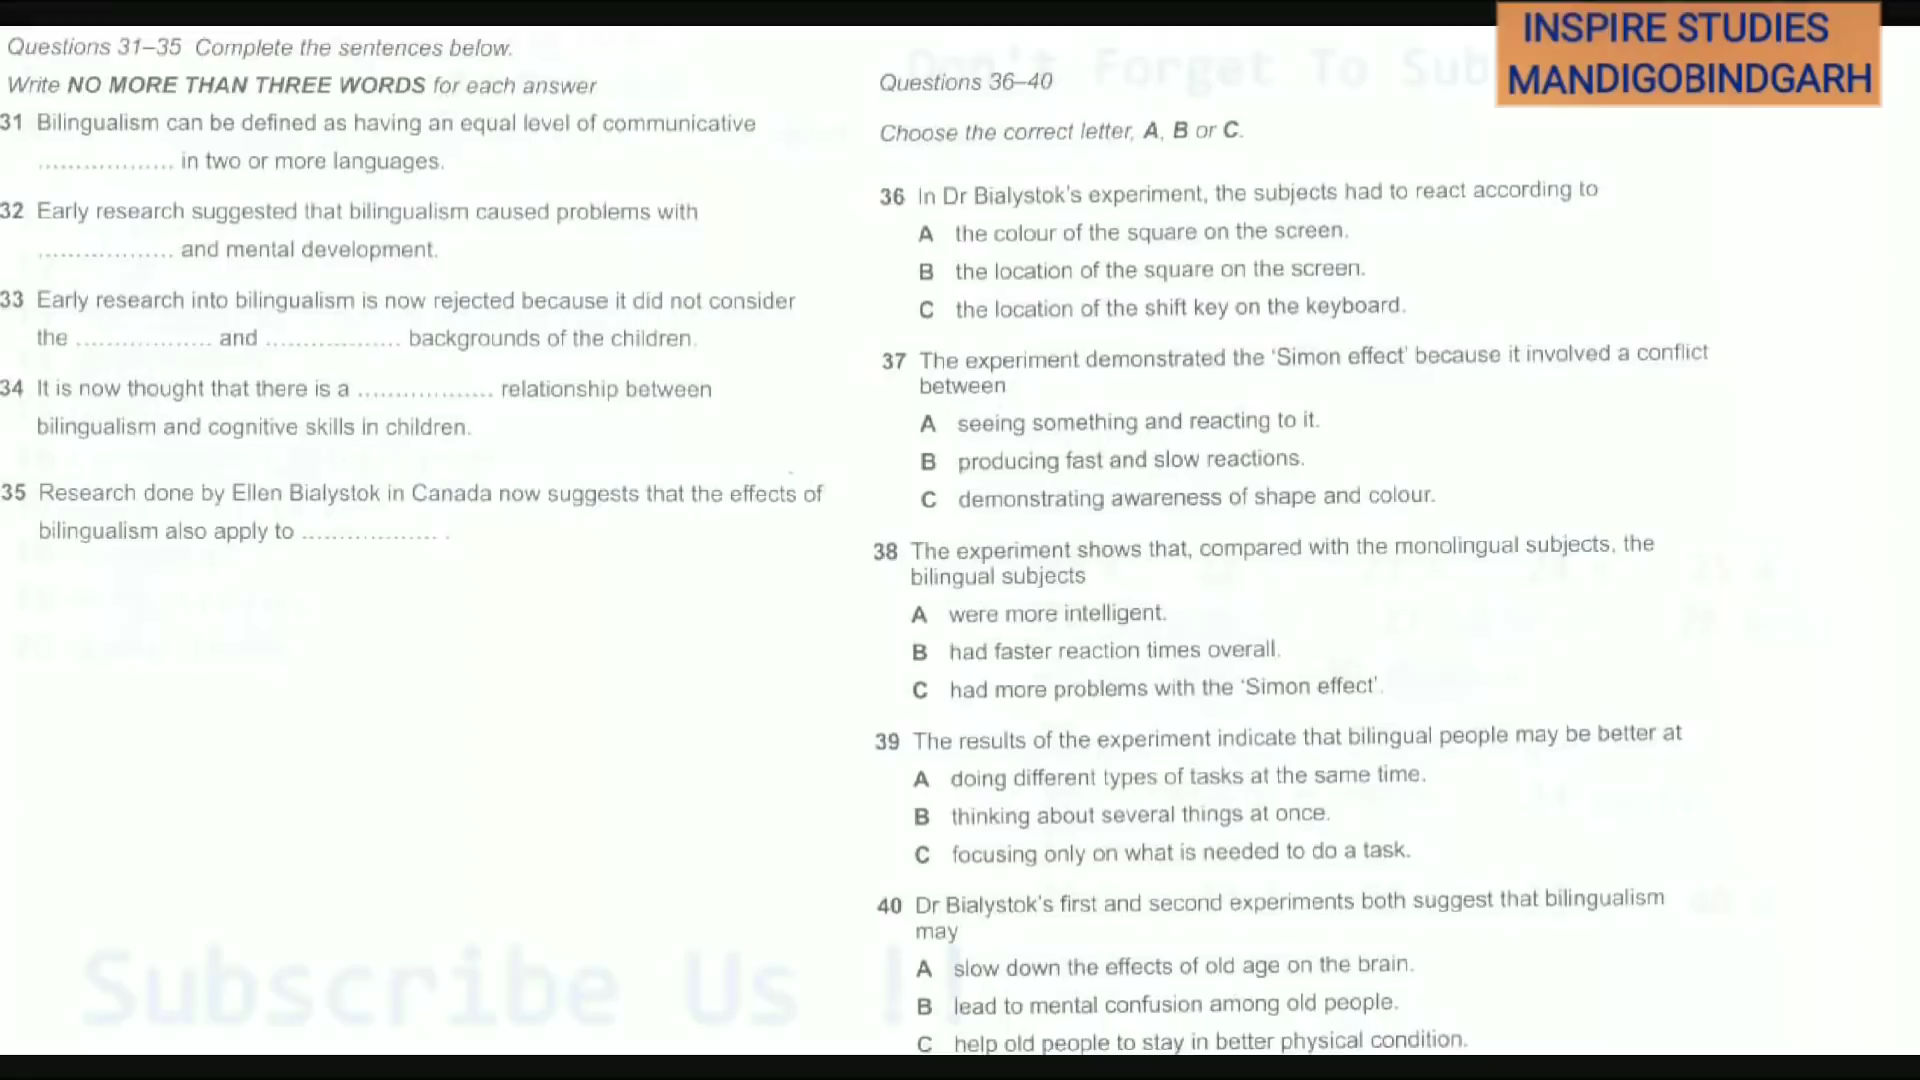 Questions 31–35 Complete the sentences below.
Write NO MORE THAN THREE WORDS for each answer
31 Bilingualism can be defined as having an equal level of communicative
.................. in two or more languages.
32 Early research suggested that bilingualism caused problems with
.................. and mental development.
33 Early research into bilingualism is now rejected because it did not consider
the .................. and .................. backgrounds of the children.
34 It is now thought that there is a .................. relationship between
bilingualism and cognitive skills in children.
35 Research done by Ellen Bialystok in Canada now suggests that the effects of
bilingualism also apply to .................. .
Subscribe Us !!
Don't Forget To Sub
INSPIRE STUDIES
MANDIGOBINDGARH
Questions 36–40
Choose the correct letter, A, B or C.
36 In Dr Bialystok's experiment, the subjects had to react according to
A the colour of the square on the screen.
B the location of the square on the screen.
C the location of the shift key on the keyboard.
37 The experiment demonstrated the 'Simon effect' because it involved a conflict
between
A seeing something and reacting to it.
B producing fast and slow reactions.
C demonstrating awareness of shape and colour.
38 The experiment shows that, compared with the monolingual subjects, the
bilingual subjects
A were more intelligent.
B had faster reaction times overall.
C had more problems with the 'Simon effect'.
39 The results of the experiment indicate that bilingual people may be better at
A doing different types of tasks at the same time.
B thinking about several things at once.
C focusing only on what is needed to do a task.
40 Dr Bialystok's first and second experiments both suggest that bilingualism
may
A slow down the effects of old age on the brain.
B lead to mental confusion among old people.
C help old people to stay in better physical condition.